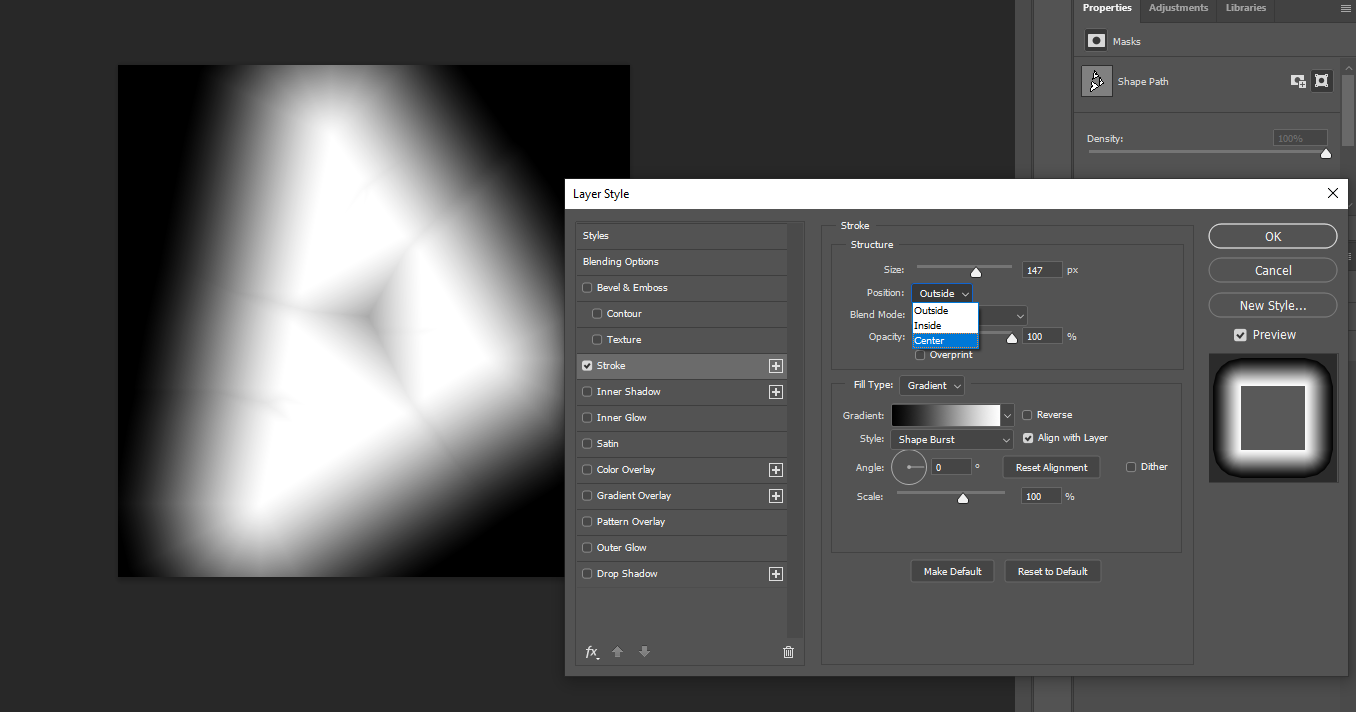 Properties Adjustments Libraries
Masks
Shape Path
Density: 100%
Layer Style
Styles
Blending Options
Bevel & Emboss
Contour
Texture
Stroke
Inner Shadow
Inner Glow
Satin
Color Overlay
Gradient Overlay
Pattern Overlay
Outer Glow
Drop Shadow
fx
Stroke
Structure
Size: 147 px
Position: Outside
Outside
Inside
Center
Blend Mode:
Opacity: 100 %
Overprint
Fill Type: Gradient
Gradient: Reverse
Style: Shape Burst Align with Layer
Angle: 0 ° Reset Alignment Dither
Scale: 100 %
Make Default Reset to Default
OK
Cancel
New Style...
Preview